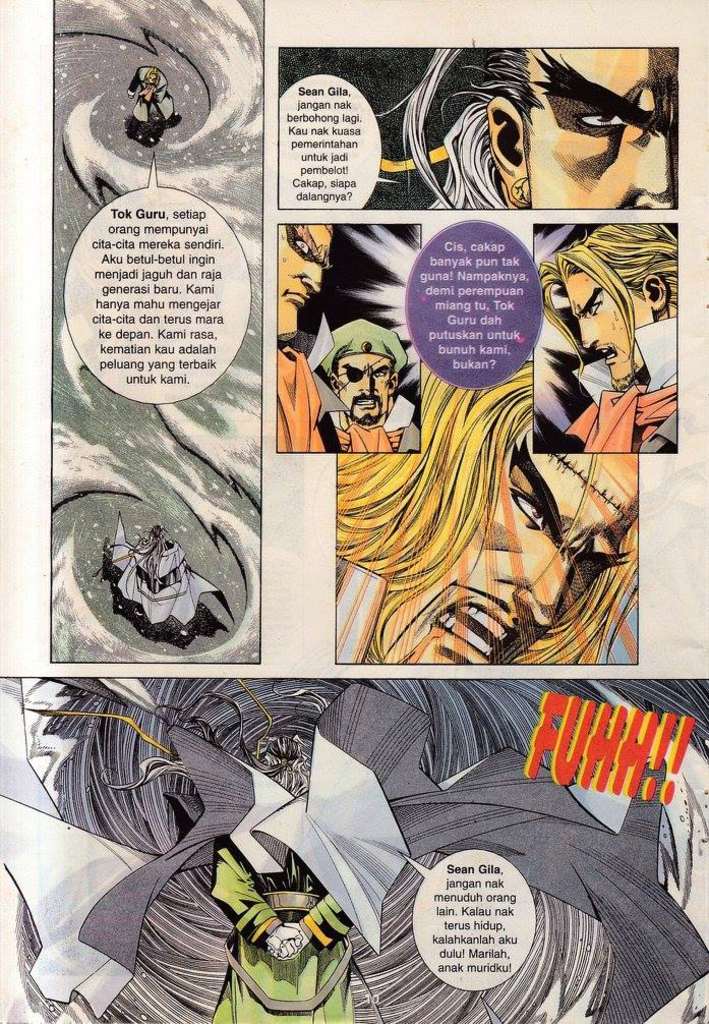 Tok Guru, setiap
orang mempunyai
cita-cita mereka sendiri.
Aku betul-betul ingin
menjadi jaguh dan raja
generasi baru. Kami
hanya mahu mengejar
cita-cita dan terus mara
ke depan. Kami rasa,
kematian kau adalah
peluang yang terbaik
untuk kami.
Sean Gila,
jangan nak
berbohong lagi.
Kau nak kuasa
pemerintahan
untuk jadi
pembelot!
Cakap, siapa
dalangnya?
Cis, cakap
banyak pun tak
guna! Nampaknya,
demi perempuan
miang tu, Tok
Guru dah
putuskan untuk
bunuh kami,
bukan?
FUHH!!
Sean Gila,
jangan nak
menuduh orang
lain. Kalau nak
terus hidup,
kalahkanlah aku
dulu! Marilah,
anak muridku!
10